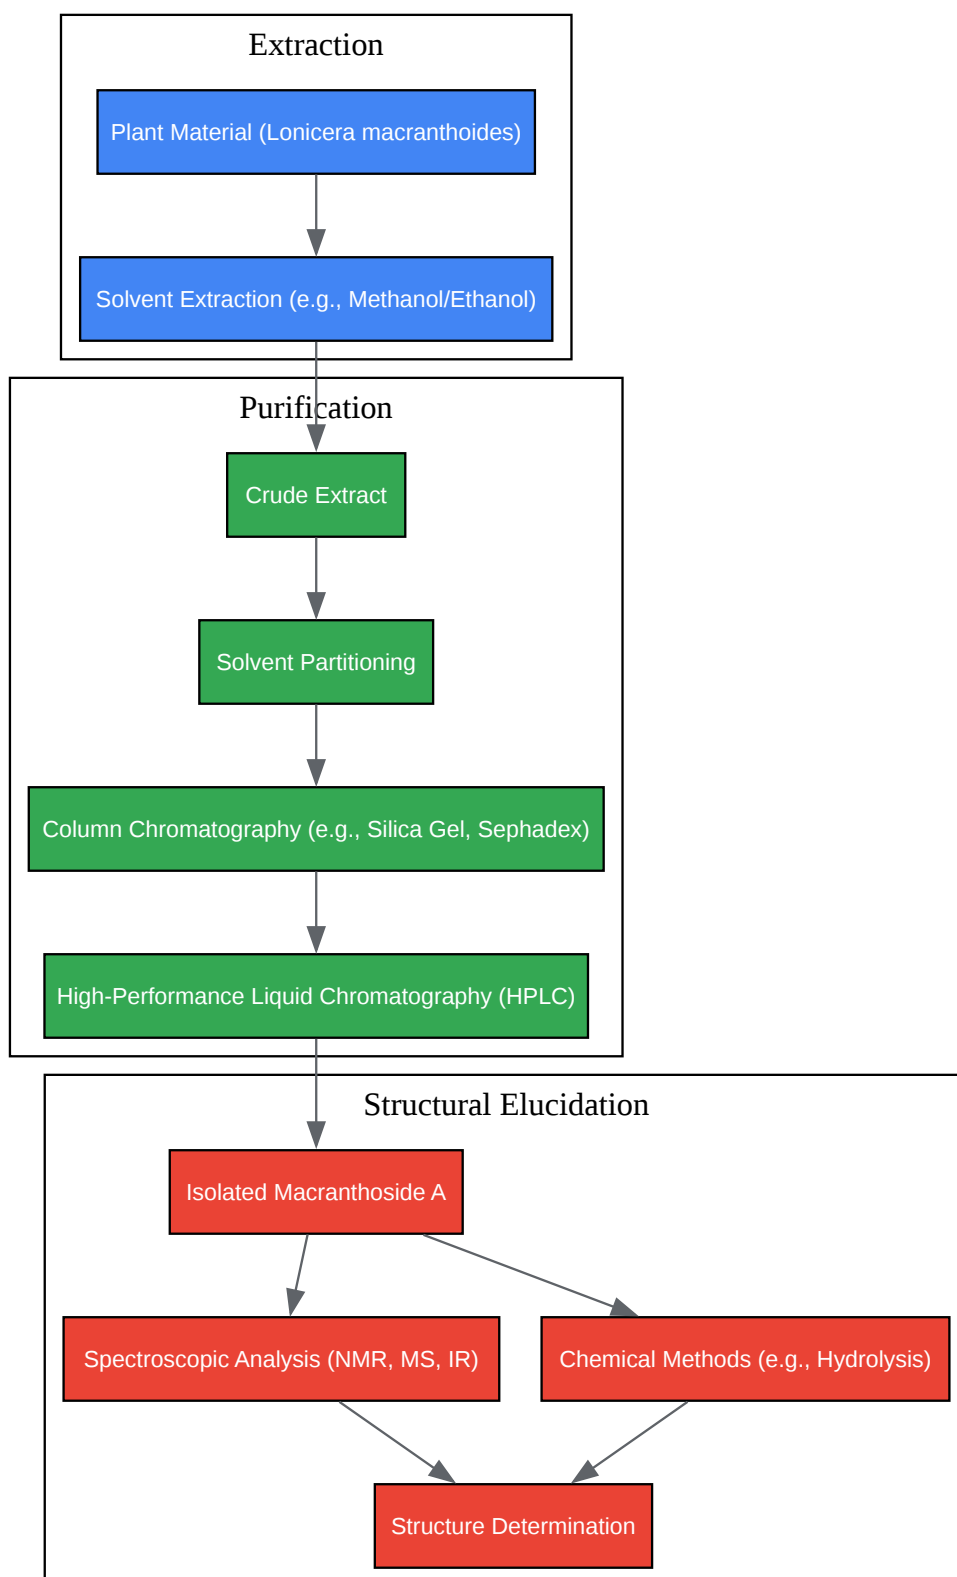 Extraction
Plant Material (Lonicera macranthoides)
Solvent Extraction (e.g., Methanol/Ethanol)
Purification
Crude Extract
Solvent Partitioning
Column Chromatography (e.g., Silica Gel, Sephadex)
High-Performance Liquid Chromatography (HPLC)
Structural Elucidation
Isolated Macranthoside A
Spectroscopic Analysis (NMR, MS, IR)
Chemical Methods (e.g., Hydrolysis)
Structure Determination